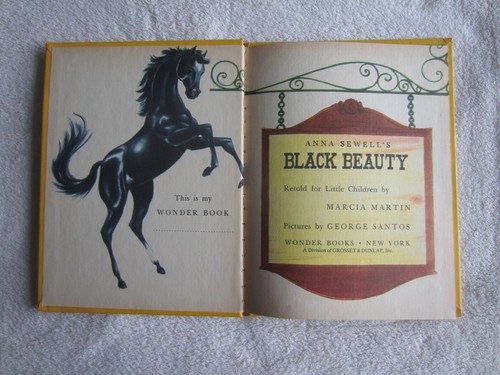 This is my
WONDER BOOK
ANNA SEWELL'S
BLACK BEAUTY
Retold for Little Children by
MARCIA MARTIN
Pictures by GEORGE SANTOS
WONDER BOOKS • NEW YORK
A Division of GROSSET & DUNLAP, Inc.